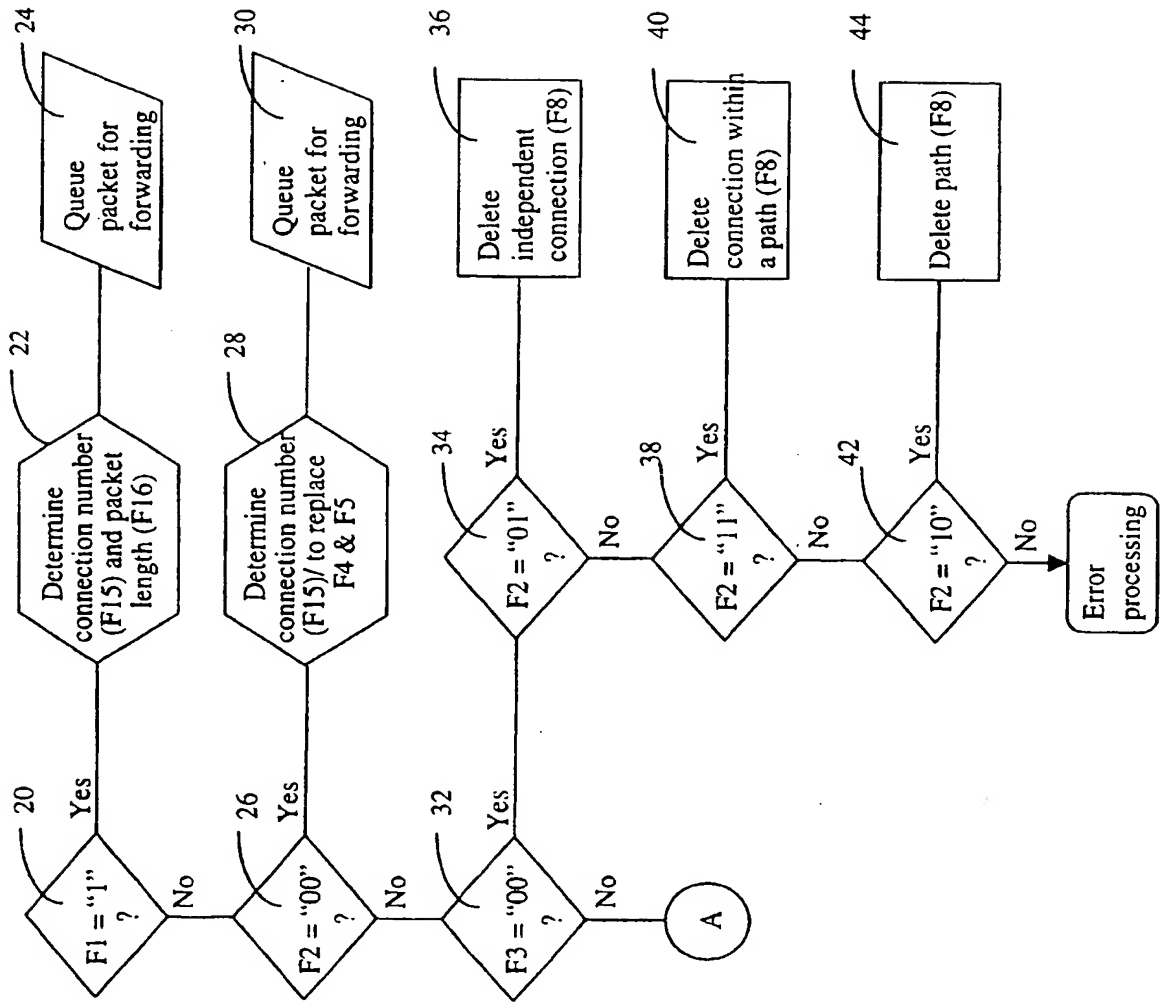 20
F1 = "1"
?
Yes
No
22
Determine
connection number
(F15) and packet
length (F16)
24
Queue
packet for
forwarding
26
F2 = "00"
?
Yes
No
28
Determine
connection number
(F15)/ to replace
F4 & F5
30
Queue
packet for
forwarding
32
F3 = "00"
?
Yes
No
A
34
F2 = "01"
?
Yes
No
36
Delete
independent
connection (F8)
38
F2 = "11"
?
Yes
No
40
Delete
connection within
a path (F8)
42
F2 = "10"
?
Yes
No
44
Delete path (F8)
Error
processing